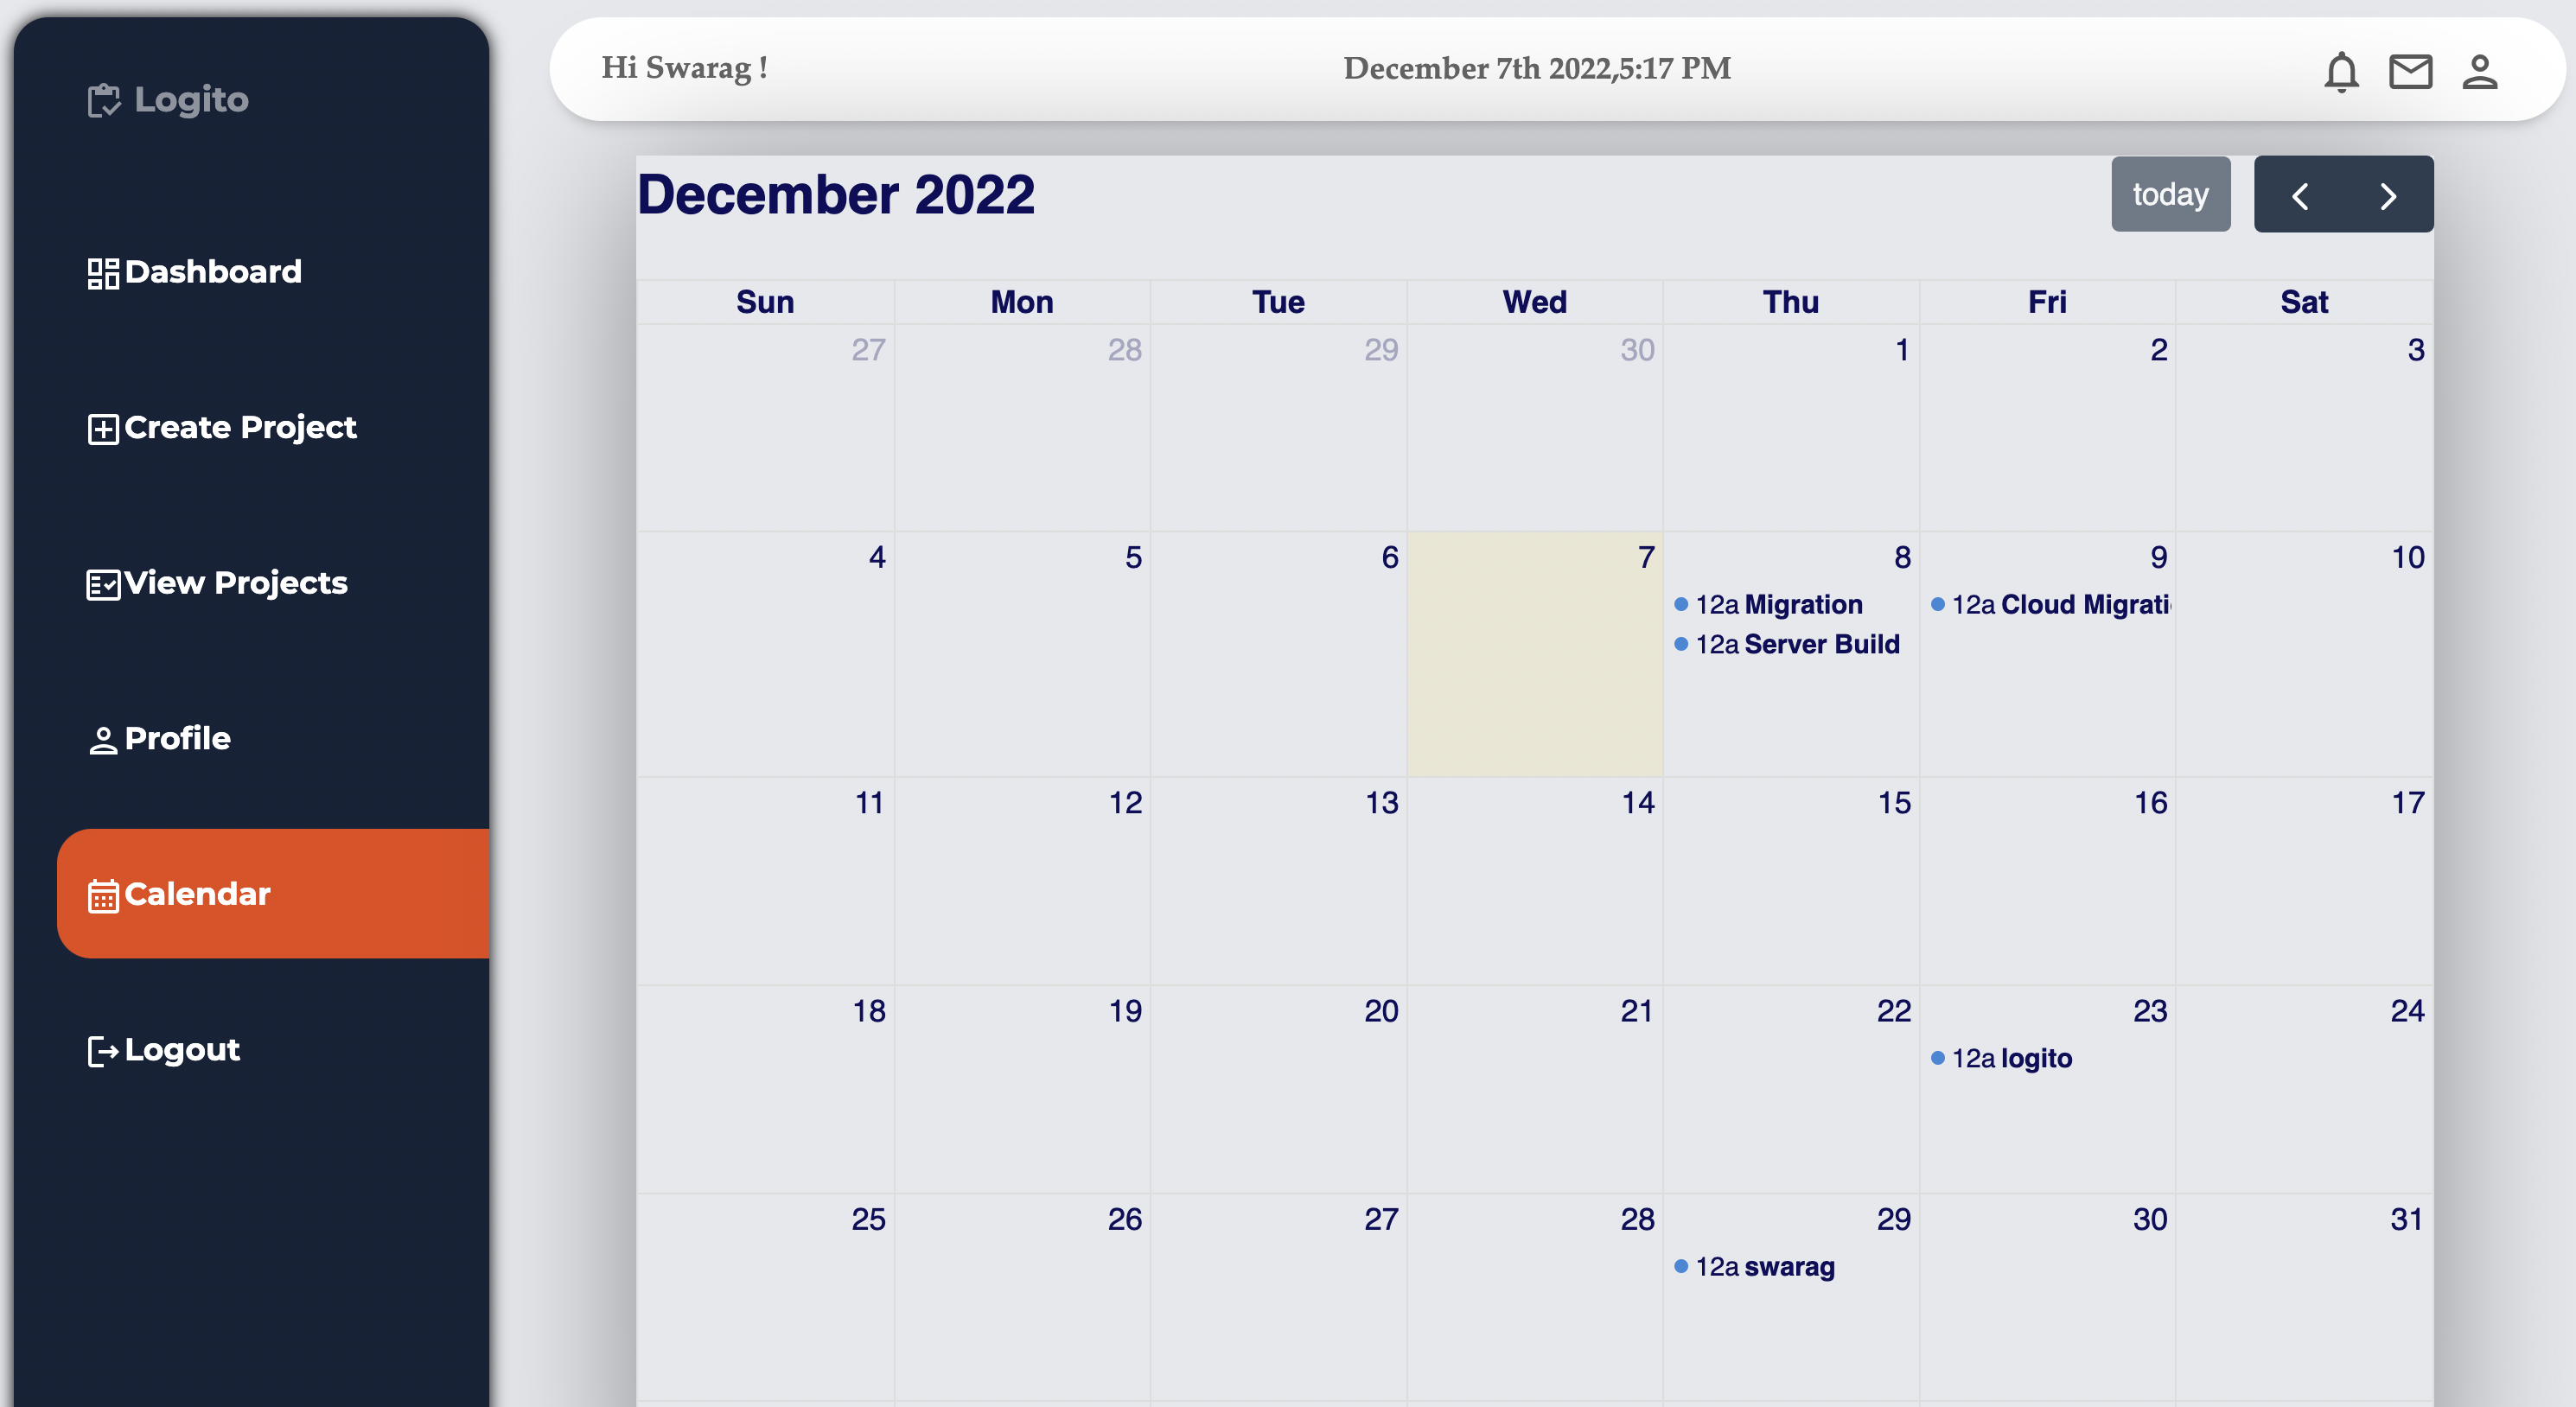 Logito
Dashboard
Create Project
View Projects
Profile
Calendar
Logout
Hi Swarag !
December 7th 2022,5:17 PM
December 2022
today
Sun Mon Tue Wed Thu Fri Sat
27 28 29 30 1 2 3
4 5 6 7 8 9 10
12a Migration
12a Server Build
12a Cloud Migrati
11 12 13 14 15 16 17
18 19 20 21 22 23 24
12a logito
25 26 27 28 29 30 31
12a swarag